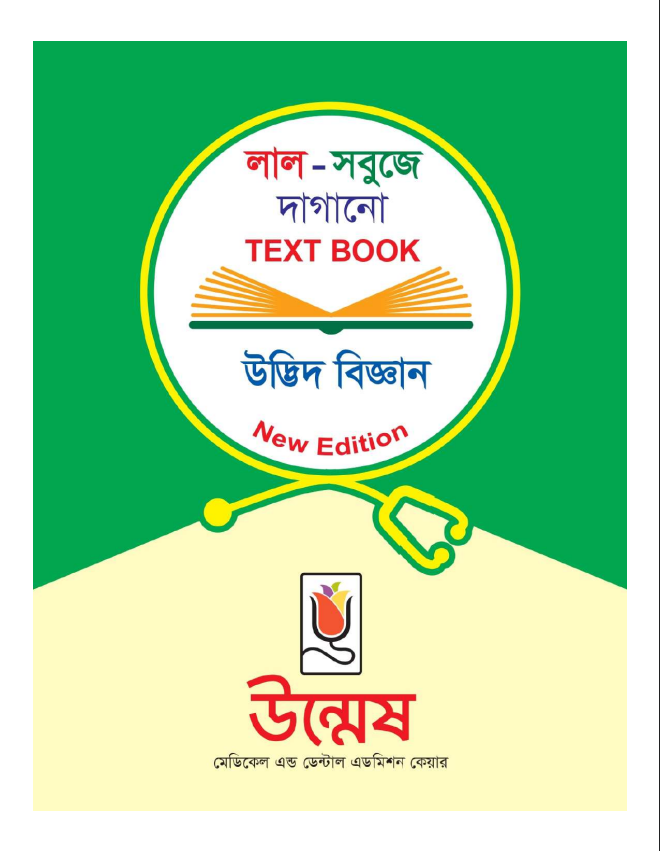 লাল - সবুজে
দাগানো
TEXT BOOK
উদ্ভিদ বিজ্ঞান
New Edition
উন্মেষ
মেডিকেল এন্ড ডেন্টাল এডমিশন কেয়ার